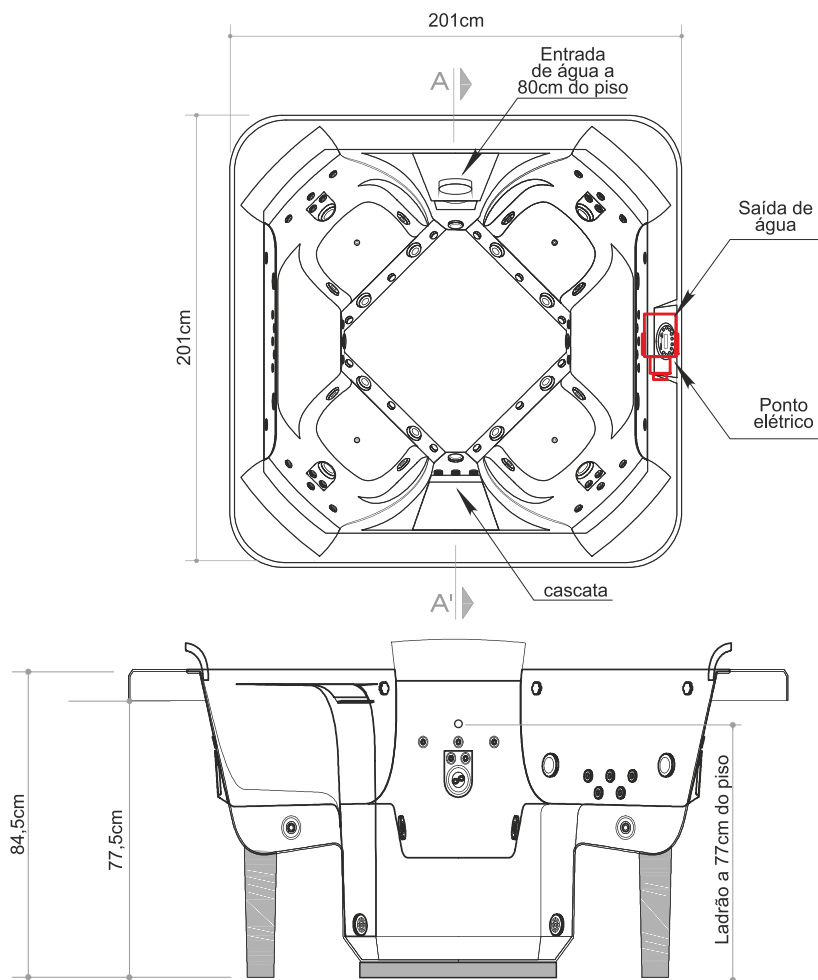 201cm
Entrada
de água a
80cm do piso
A
Saída de
água
201cm
Ponto
elétrico
cascata
A'
84,5cm
77,5cm
Ladrão a 77cm do piso